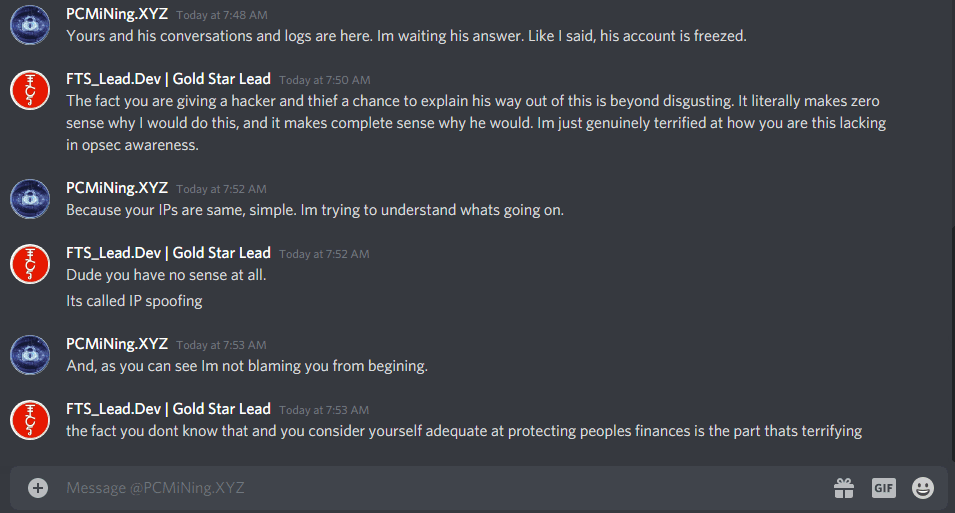 PCMiNing.XYZ Today at 7:48 AM
Yours and his conversations and logs are here. Im waiting his answer. Like I said, his account is freezed.
FTS_Lead.Dev | Gold Star Lead Today at 7:50 AM
The fact you are giving a hacker and thief a chance to explain his way out of this is beyond disgusting. It literally makes zero
sense why I would do this, and it makes complete sense why he would. Im just genuinely terrified at how you are this lacking
in opsec awareness.
PCMiNing.XYZ Today at 7:52 AM
Because your IPs are same, simple. Im trying to understand whats going on.
FTS_Lead.Dev | Gold Star Lead Today at 7:52 AM
Dude you have no sense at all.
Its called IP spoofing
PCMiNing.XYZ Today at 7:53 AM
And, as you can see Im not blaming you from begining.
FTS_Lead.Dev | Gold Star Lead Today at 7:53 AM
the fact you dont know that and you consider yourself adequate at protecting peoples finances is the part thats terrifying
Message @PCMiNing.XYZ
GIF